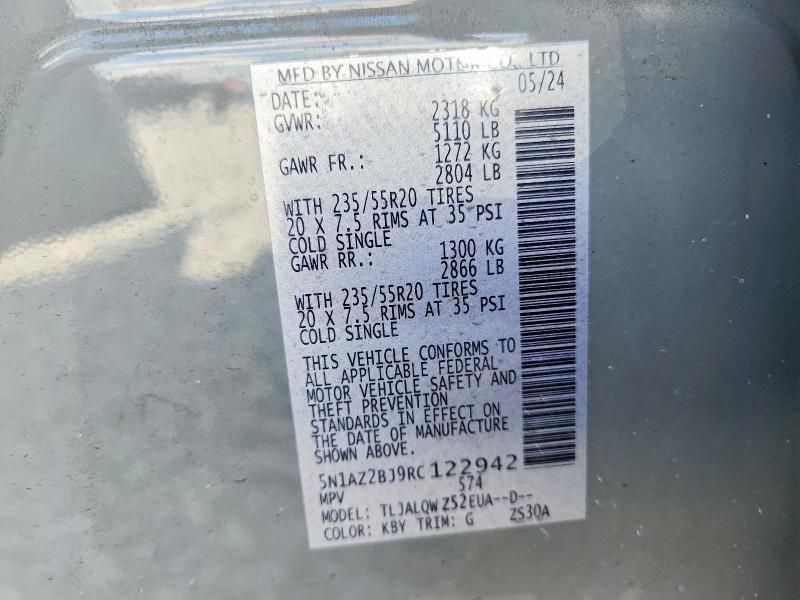 MFD BY NISSAN MOTOR CO., LTD
DATE: 05/24
GVWR: 2318 KG
5110 LB
GAWR FR.: 1272 KG
2804 LB
WITH 235/55R20 TIRES
20 X 7.5 RIMS AT 35 PSI
COLD SINGLE
GAWR RR.: 1300 KG
2866 LB
WITH 235/55R20 TIRES
20 X 7.5 RIMS AT 35 PSI
COLD SINGLE
THIS VEHICLE CONFORMS TO
ALL APPLICABLE FEDERAL
MOTOR VEHICLE SAFETY AND
THEFT PREVENTION
STANDARDS IN EFFECT ON
THE DATE OF MANUFACTURE
SHOWN ABOVE.
5N1AZ2BJ9RC122942
MPV 574
MODEL: TLJALQWZ52EUA--D--
COLOR: KBY TRIM: G ZS30A